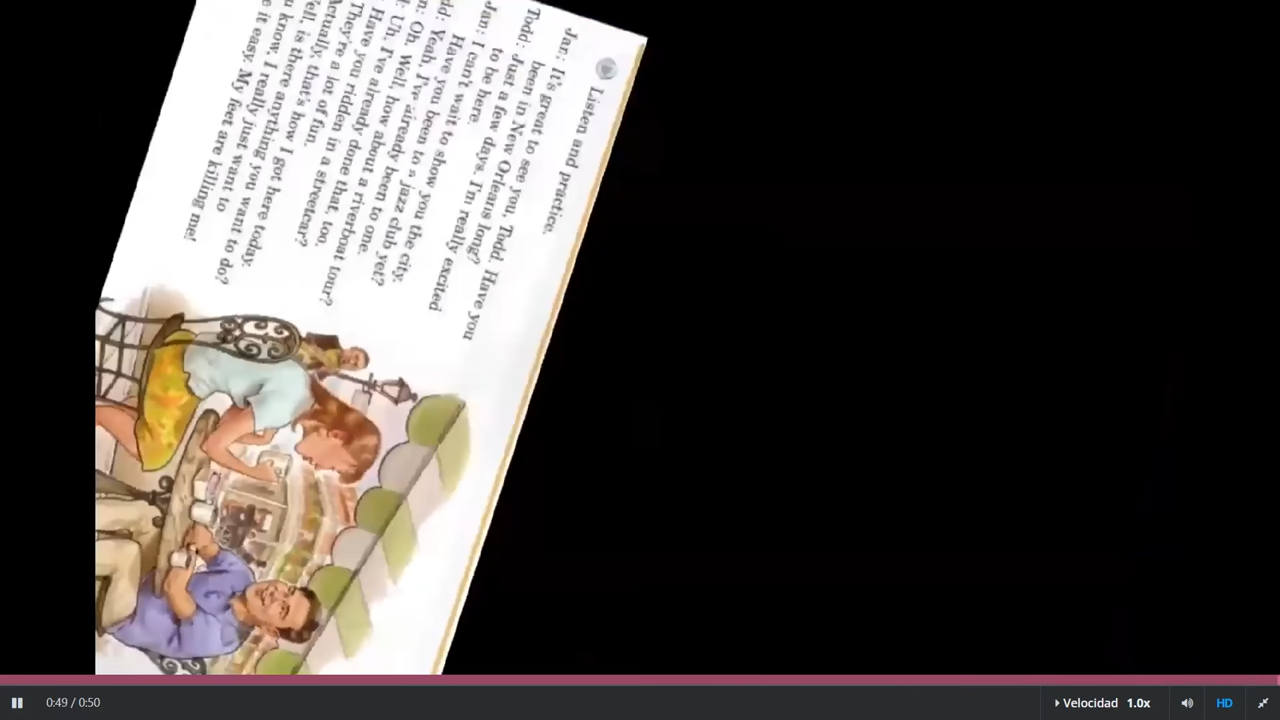 Listen and practice.
Jan: It's great to see you, Todd. Have you
been in New Orleans long?
Todd: Just a few days. I'm really excited
to be here.
Jan: I can't wait to show you the city.
Have you been to a jazz club yet?
dd: Yeah, I've already been to one.
n: Oh. Well, how about a riverboat tour?
: Uh, I've already done that, too.
Have you ridden in a streetcar?
They're a lot of fun.
Actually, that's how I got here today.
ell, is there anything you want to do?
u know, I really just want to
e it easy. My feet are killing me!
0:49 / 0:50
Velocidad 1.0x
HD